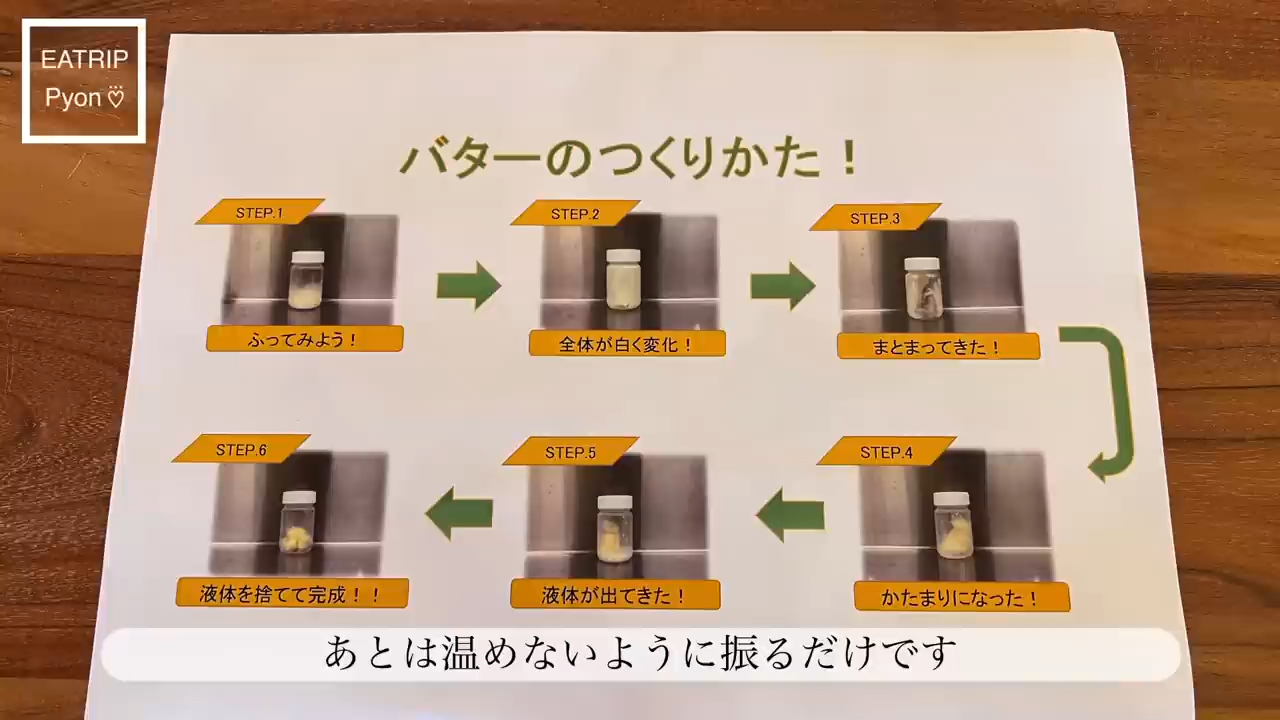 EATRIP
Pyon♡
バターのつくりかた！
STEP.1
ふってみよう！
STEP.2
全体が白く変化！
STEP.3
まとまってきた！
STEP.4
かたまりになった！
STEP.5
液体が出てきた！
STEP.6
液体を捨てて完成！！
あとは温めないように振るだけです